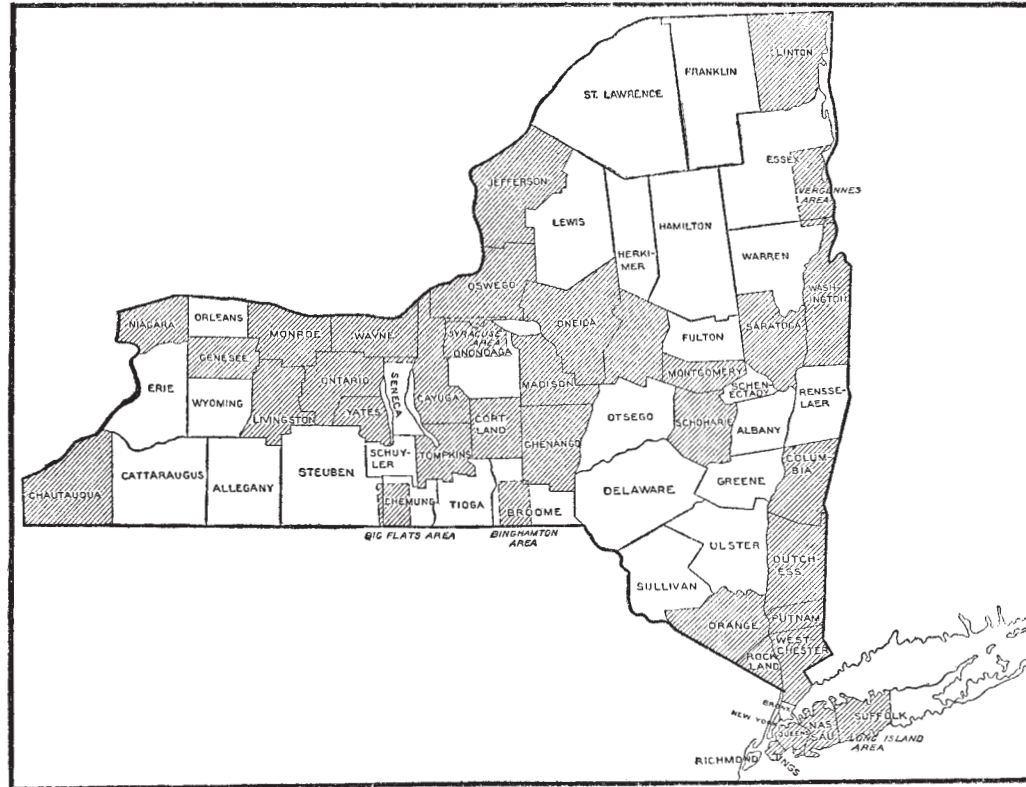 CLINTON
FRANKLIN
ST. LAWRENCE
ESSEX
JEFFERSON
VERGENNES
AREA
LEWIS
HAMILTON
HERKI-
MER
WARREN
WASH-
INGTON
OSWEGO
ORLEANS
NIAGARA
MONROE
WAYNE
ONEIDA
SARATOGA
SYRACUSE
AREA
ONONDAGA
FULTON
GENESEE
ERIE
WYOMING
ONTARIO
SENECA
MADISON
MONTGOMERY
SCHEN-
ECTADY
RENSSE-
LAER
LIVINGSTON
YATES
CAYUGA
CORT-
LAND
OTSEGO
SCHOHARIE
ALBANY
CHENANGO
SCHUY-
LER
TOMPKINS
COLUM-
BIA
CHAUTAUQUA
CATTARAUGUS
ALLEGANY
STEUBEN
CHEMUNG
TIOGA
BROOME
DELAWARE
GREENE
BIG FLATS AREA
BINGHAMTON
AREA
ULSTER
DUTCH-
ESS
SULLIVAN
ORANGE
PUTNAM
WEST-
CHESTER
ROCK
LAND
BRONX
NEW YORK
QUEENS
NAS
SAU
SUFFOLK
LONG ISLAND
AREA
RICHMOND
KINGS